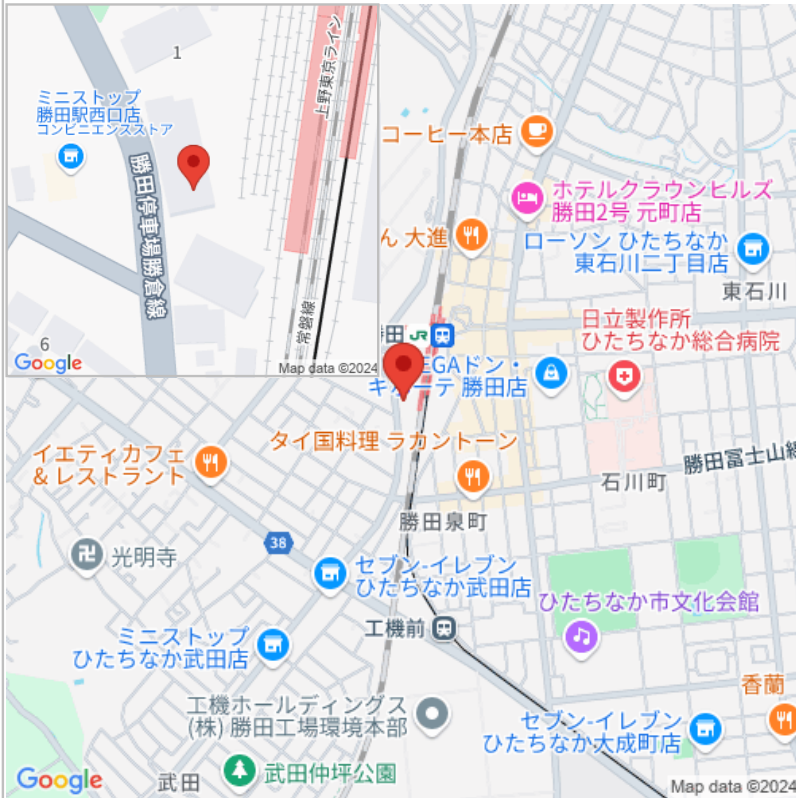 1
上野東京ライン
ミニストップ
勝田駅西口店
コンビニエンスストア
勝田停車場勝倉線
常磐線
6
Google
Map data ©2024
コーヒー本店
ホテルクラウンヒルズ
勝田2号 元町店
ん 大進
ローソン ひたちなか
東石川二丁目店
東石川
日立製作所
ひたちなか総合病院
田 JR
EGAドン・
キホーテ 勝田店
タイ国料理 ラカントーン
イエティカフェ
& レストラント
勝田冨士山線
石川町
勝田泉町
38
光明寺
セブン-イレブン
ひたちなか武田店
ひたちなか市文化会館
工機前
ミニストップ
ひたちなか武田店
香蘭
工機ホールディングス
(株) 勝田工場環境本部
セブン-イレブン
ひたちなか大成町店
武田仲坪公園
武田
Google
Map data ©2024